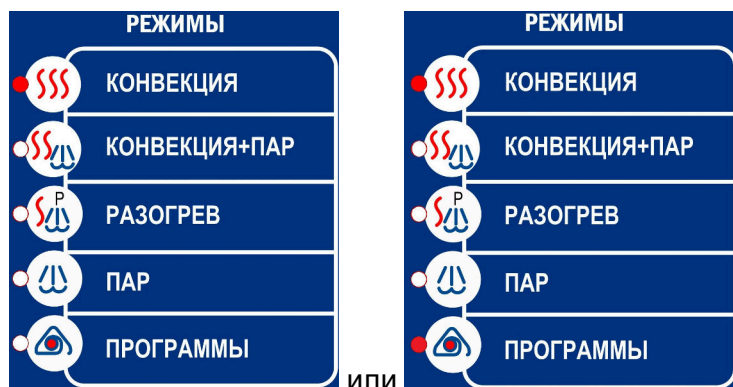 РЕЖИМЫ
КОНВЕКЦИЯ
КОНВЕКЦИЯ+ПАР
P
РАЗОГРЕВ
ПАР
ПРОГРАММЫ
или
РЕЖИМЫ
КОНВЕКЦИЯ
КОНВЕКЦИЯ+ПАР
P
РАЗОГРЕВ
ПАР
ПРОГРАММЫ